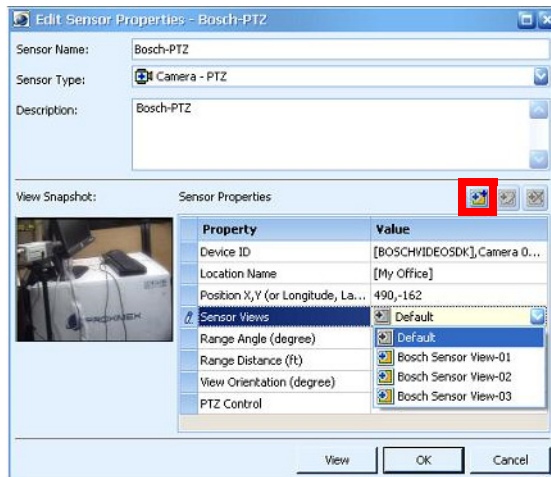 Edit Sensor Properties - Bosch-PTZ
Sensor Name: Bosch-PTZ
Sensor Type: Camera - PTZ
Description: Bosch-PTZ
View Snapshot: Sensor Properties
Property Value
Device ID [BOSCHVIDEOSDK],Camera 0...
Location Name [My Office]
Position X,Y (or Longitude, La... 490,-162
Sensor Views Default
Range Angle (degree) Default
Range Distance (ft) Bosch Sensor View-01
View Orientation (degree) Bosch Sensor View-02
PTZ Control Bosch Sensor View-03
PROXNEX
View OK Cancel